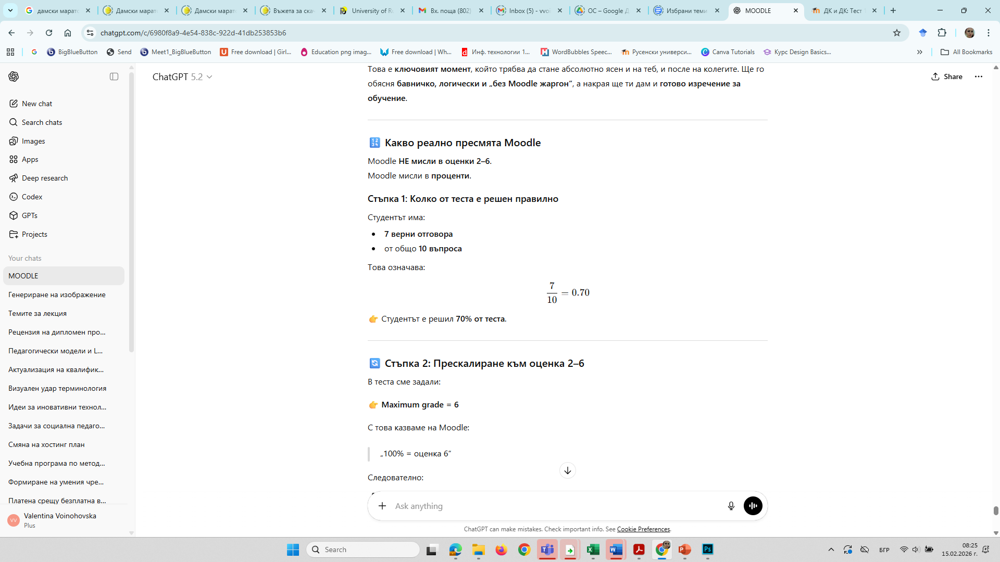 дамски марато
Дамски марато
Дамски марато
Въжета за скач
University of Ru
Вх. поща (802)
Inbox (5) - vvoi
ОС – Google Д
Избрани теми
MOODLE
ДК и ДК: Тест
chatgpt.com/c/6980f8a9-4e54-838c-922d-41db253853b6
BigBlueButton
Send
Meet1_BigBlueButton
Free download | Girl...
Education png imag...
Free download | Wh...
Инф. технологии 1...
WordBubbles Speec...
Русенски универси...
Canva Tutorials
Курс Design Basics...
All Bookmarks
ChatGPT 5.2
Share
New chat
Search chats
Images
Apps
Deep research
Codex
GPTs
Projects
Your chats
MOODLE
Генериране на изображение
Темите за лекция
Рецензия на дипломен про...
Педагогически модели и L...
Актуализация на квалифик...
Визуален удар терминология
Идеи за иновативни технол...
Задачи за социална педаго...
Смяна на хостинг план
Учебна програма по метод...
Формиране на умения чре...
Платена срещу безплатна в...
VV
Valentina Voinohovska
Plus
Това е ключовият момент, който трябва да стане абсолютно ясен и на теб, и после на колегите. Ще го
обясня бавничко, логически и „без Moodle жаргон“, а накрая ще ти дам и готово изречение за
обучение.
🔢 Какво реално пресмята Moodle
Moodle НЕ мисли в оценки 2–6.
Moodle мисли в проценти.
Стъпка 1: Колко от теста е решен правилно
Студентът има:
• 7 верни отговора
• от общо 10 въпроса
Това означава:
7/10 = 0.70
👉 Студентът е решил 70% от теста.
🔄 Стъпка 2: Прескалиране към оценка 2–6
В теста сме задали:
👉 Maximum grade = 6
С това казваме на Moodle:
„100% = оценка 6“
Следователно:
Ask anything
ChatGPT can make mistakes. Check important info. See Cookie Preferences.
Search
БГР
08:25
15.02.2026 г.